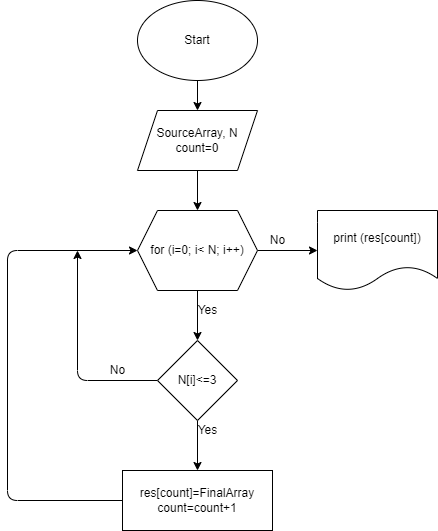 Start
SourceArray, N
count=0
for (i=0; i< N; i++)
No
print (res[count])
Yes
N[i]<=3
No
Yes
res[count]=FinalArray
count=count+1